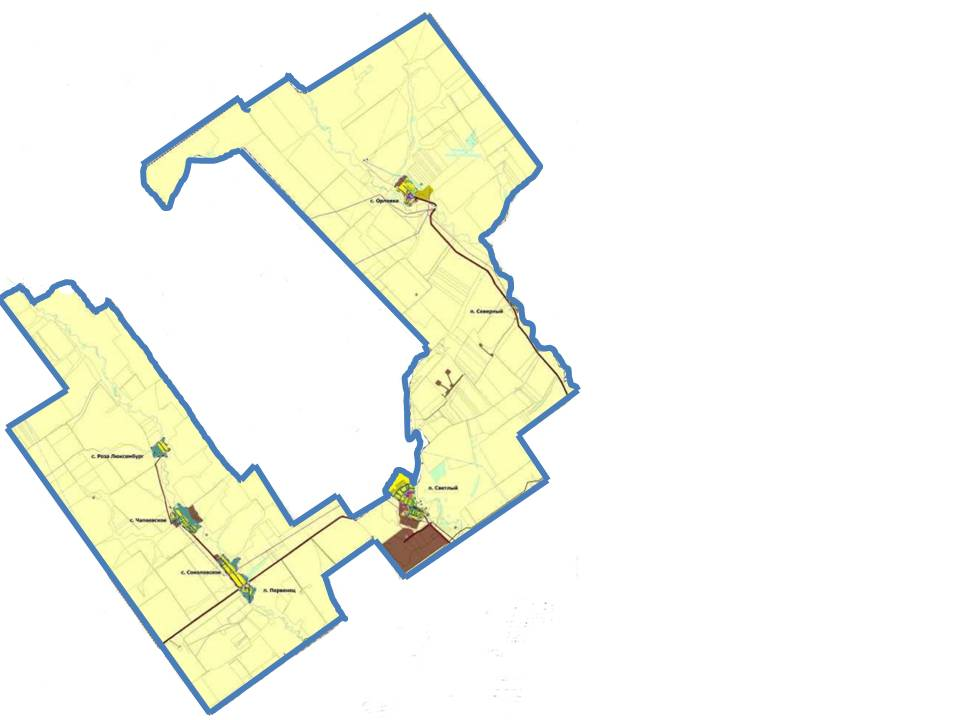 с. Орловка
п. Северный
с. Роза Люксембург
п. Светлый
с. Чапаевское
с. Соколовское
п. Первенец